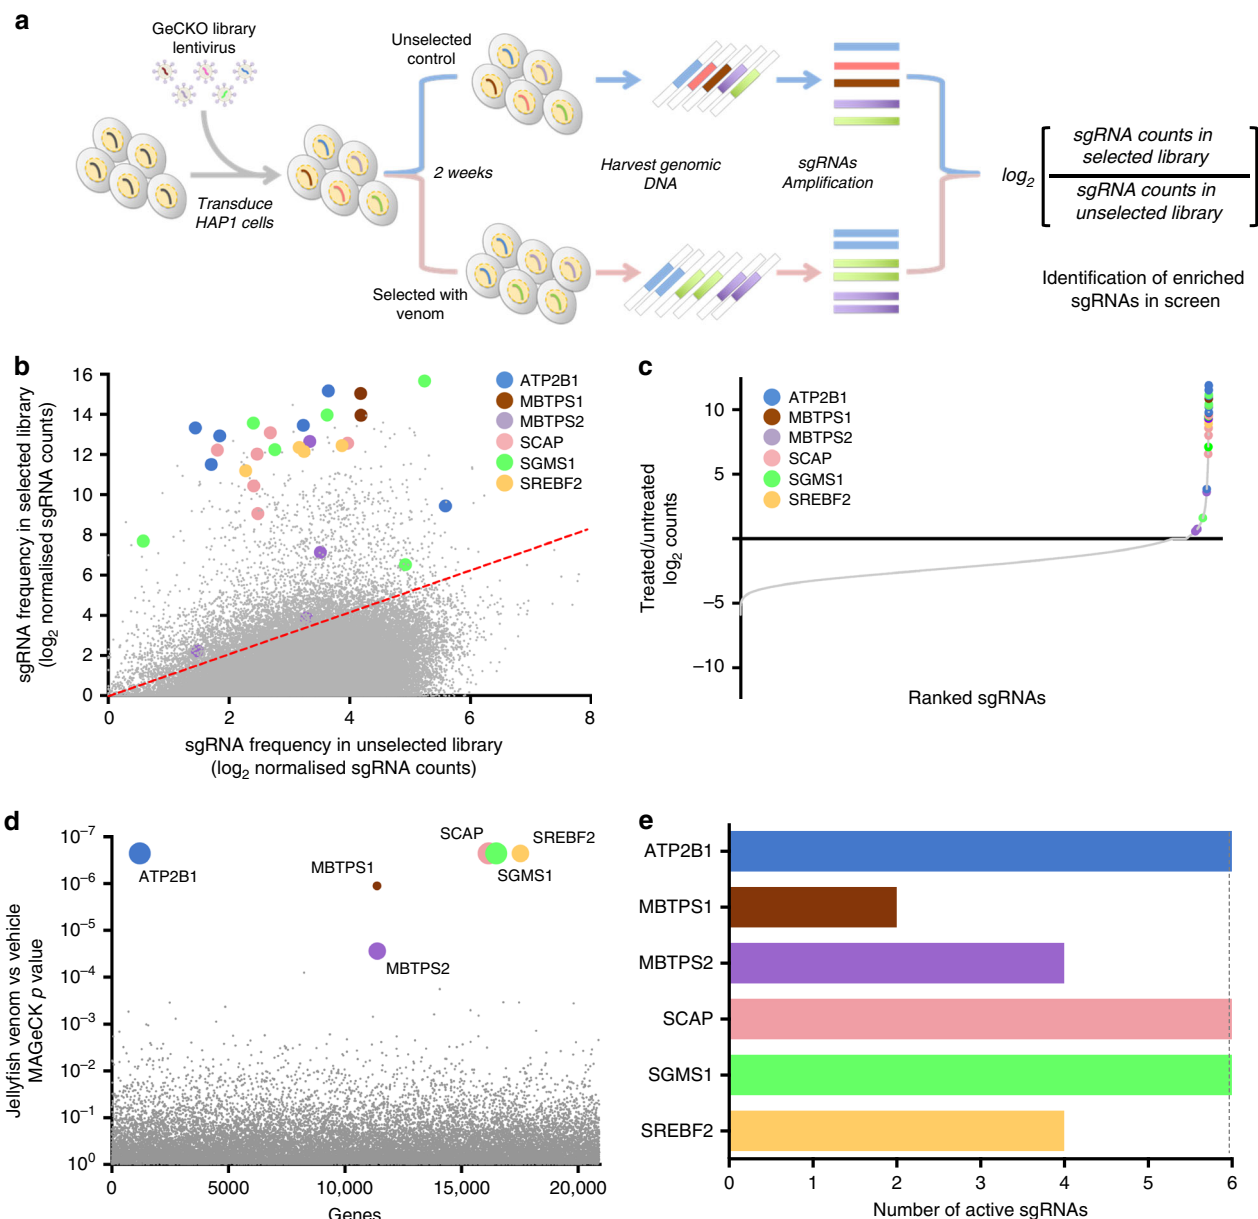 a
GeCKO library
lentivirus
Transduce
HAP1 cells
Unselected
control
2 weeks
Selected with
venom
Harvest genomic
DNA
sgRNAs
Amplification
log2
sgRNA counts in
selected library
sgRNA counts in
unselected library
Identification of enriched
sgRNAs in screen
b
sgRNA frequency in selected library
(log2 normalised sgRNA counts)
16
14
12
10
8
6
4
2
0
0 2 4 6 8
sgRNA frequency in unselected library
(log2 normalised sgRNA counts)
ATP2B1
MBTPS1
MBTPS2
SCAP
SGMS1
SREBF2
c
Treated/untreated
log2 counts
10
5
−5
−10
ATP2B1
MBTPS1
MBTPS2
SCAP
SGMS1
SREBF2
Ranked sgRNAs
d
Jellyfish venom vs vehicle
MAGeCK p value
10−7
10−6
10−5
10−4
10−3
10−2
10−1
100
ATP2B1
MBTPS1
MBTPS2
SCAP
SGMS1
SREBF2
0 5000 10,000 15,000 20,000
Genes
e
ATP2B1
MBTPS1
MBTPS2
SCAP
SGMS1
SREBF2
0 1 2 3 4 5 6
Number of active sgRNAs